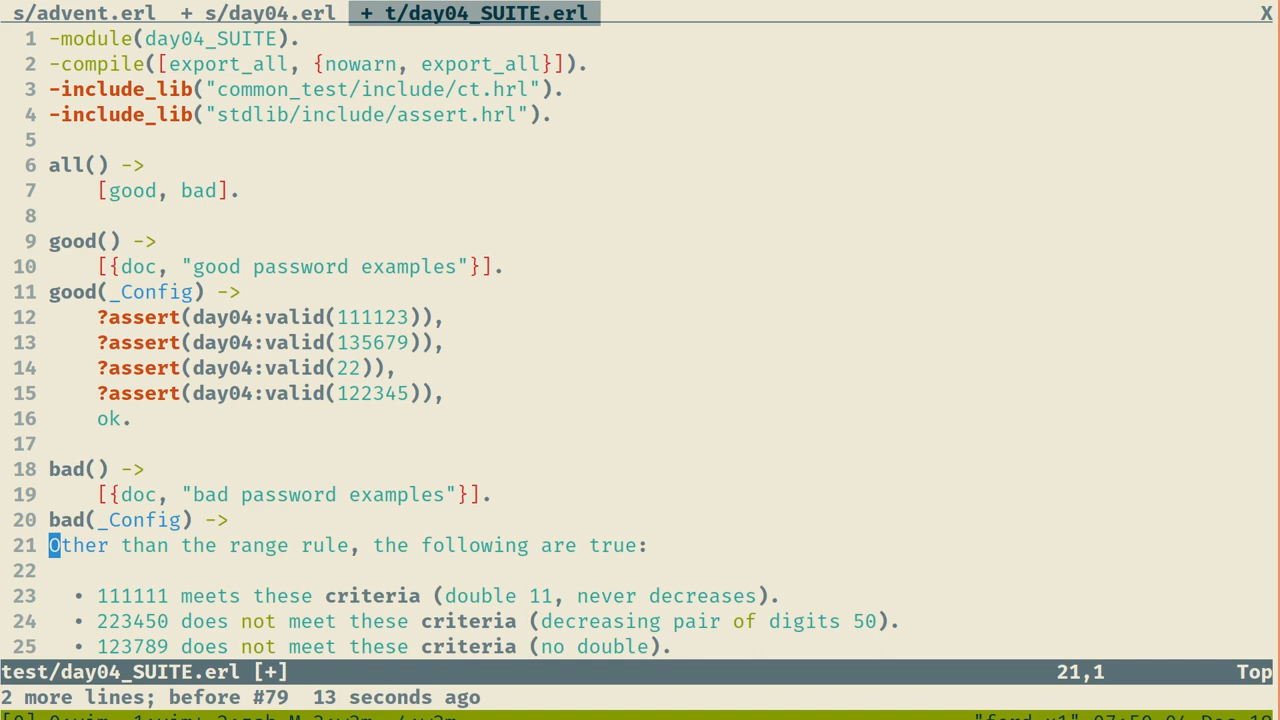 s/advent.erl  + s/day04.erl  + t/day04_SUITE.erl  X
1 -module(day04_SUITE).
2 -compile([export_all, {nowarn, export_all}]).
3 -include_lib("common_test/include/ct.hrl").
4 -include_lib("stdlib/include/assert.hrl").
5
6 all() ->
7     [good, bad].
8
9 good() ->
10     [{doc, "good password examples"}].
11 good(_Config) ->
12     ?assert(day04:valid(111123)),
13     ?assert(day04:valid(135679)),
14     ?assert(day04:valid(22)),
15     ?assert(day04:valid(122345)),
16     ok.
17
18 bad() ->
19     [{doc, "bad password examples"}].
20 bad(_Config) ->
21 Other than the range rule, the following are true:
22
23   • 111111 meets these criteria (double 11, never decreases).
24   • 223450 does not meet these criteria (decreasing pair of digits 50).
25   • 123789 does not meet these criteria (no double).
test/day04_SUITE.erl [+]  21,1  Top
2 more lines; before #79  13 seconds ago